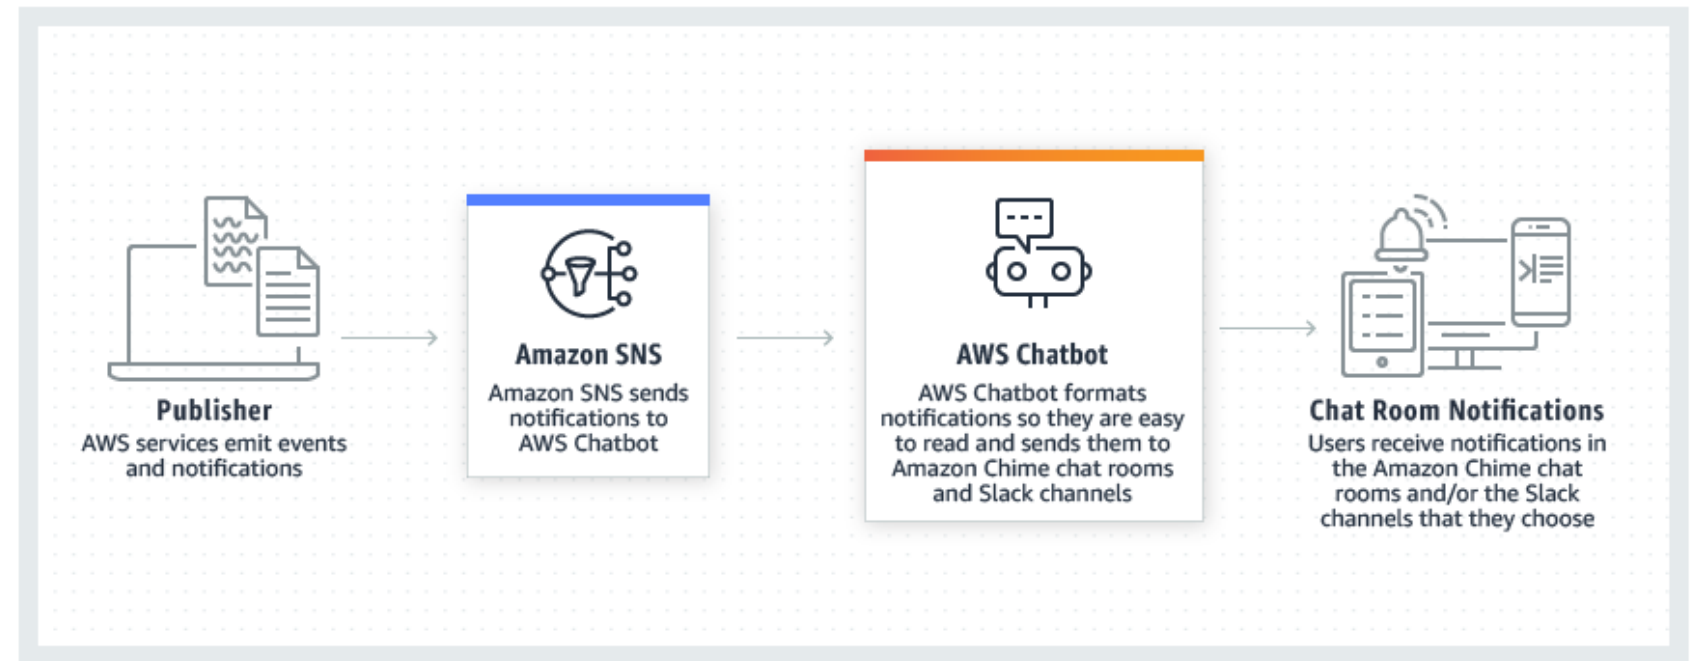 Publisher
AWS services emit events
and notifications
Amazon SNS
Amazon SNS sends
notifications to
AWS Chatbot
AWS Chatbot
AWS Chatbot formats
notifications so they are easy
to read and sends them to
Amazon Chime chat rooms
and Slack channels
Chat Room Notifications
Users receive notifications in
the Amazon Chime chat
rooms and/or the Slack
channels that they choose